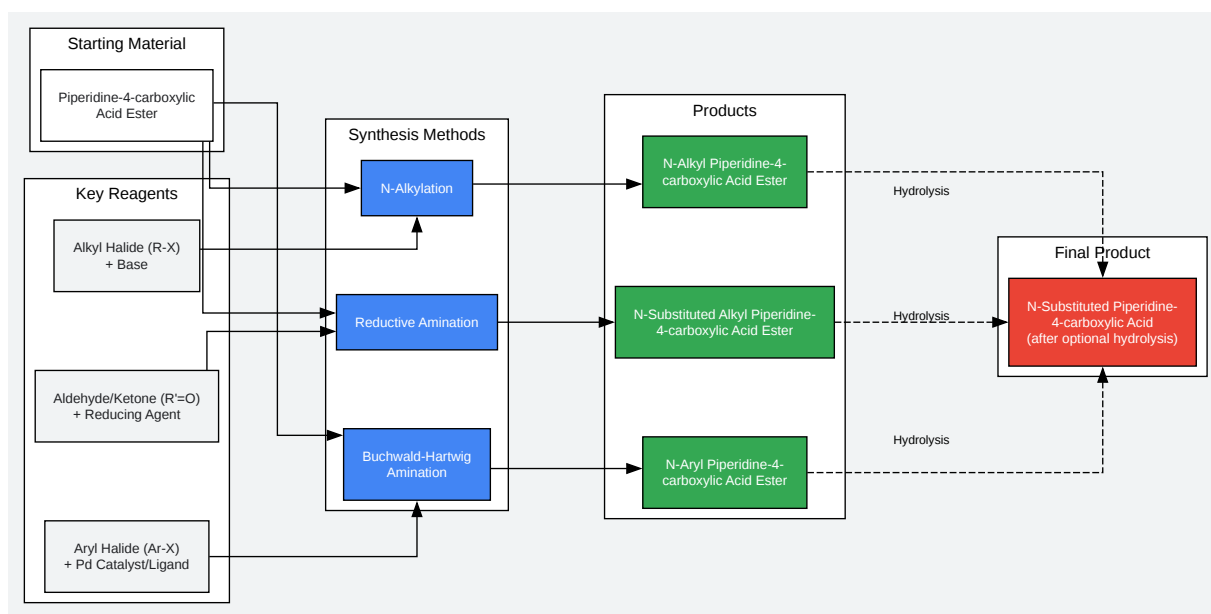 Starting Material
Piperidine-4-carboxylic
Acid Ester
Key Reagents
Alkyl Halide (R-X)
+ Base
Aldehyde/Ketone (R'=O)
+ Reducing Agent
Aryl Halide (Ar-X)
+ Pd Catalyst/Ligand
Synthesis Methods
N-Alkylation
Reductive Amination
Buchwald-Hartwig
Amination
Products
N-Alkyl Piperidine-4-
carboxylic Acid Ester
N-Substituted Alkyl Piperidine-
4-carboxylic Acid Ester
N-Aryl Piperidine-4-
carboxylic Acid Ester
Hydrolysis
Hydrolysis
Hydrolysis
Final Product
N-Substituted Piperidine-
4-carboxylic Acid
(after optional hydrolysis)